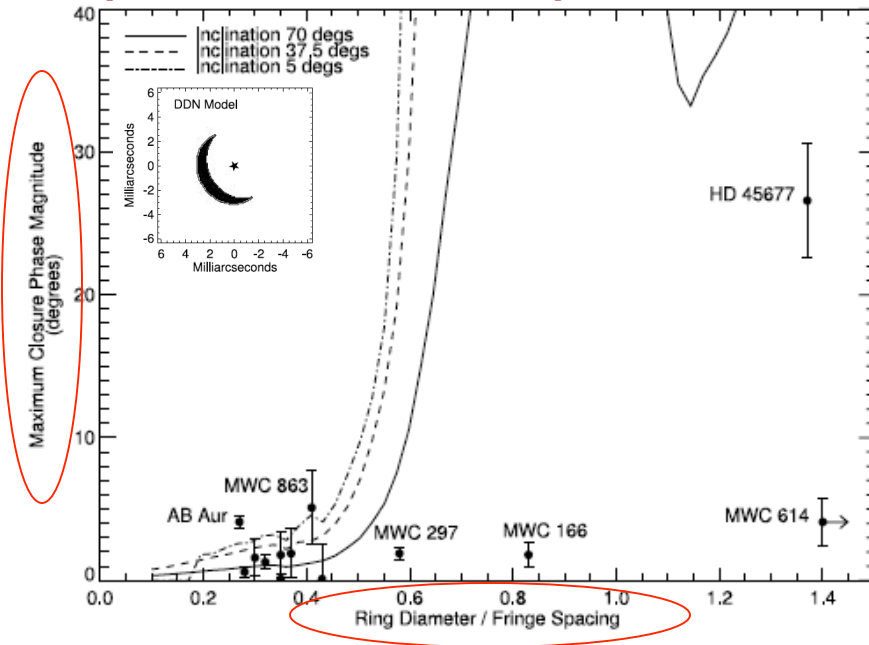 40
30
20
10
0
Maximum Closure Phase Magnitude
(degrees)
Inclination 70 degs
Inclination 37.5 degs
Inclination 5 degs
DDN Model
Milliarcseconds
6
4
2
0
-2
-4
-6
6 4 2 0 -2 -4 -6
Milliarcseconds
HD 45677
MWC 863
AB Aur
MWC 297
MWC 166
MWC 614
0.0 0.2 0.4 0.6 0.8 1.0 1.2 1.4
Ring Diameter / Fringe Spacing